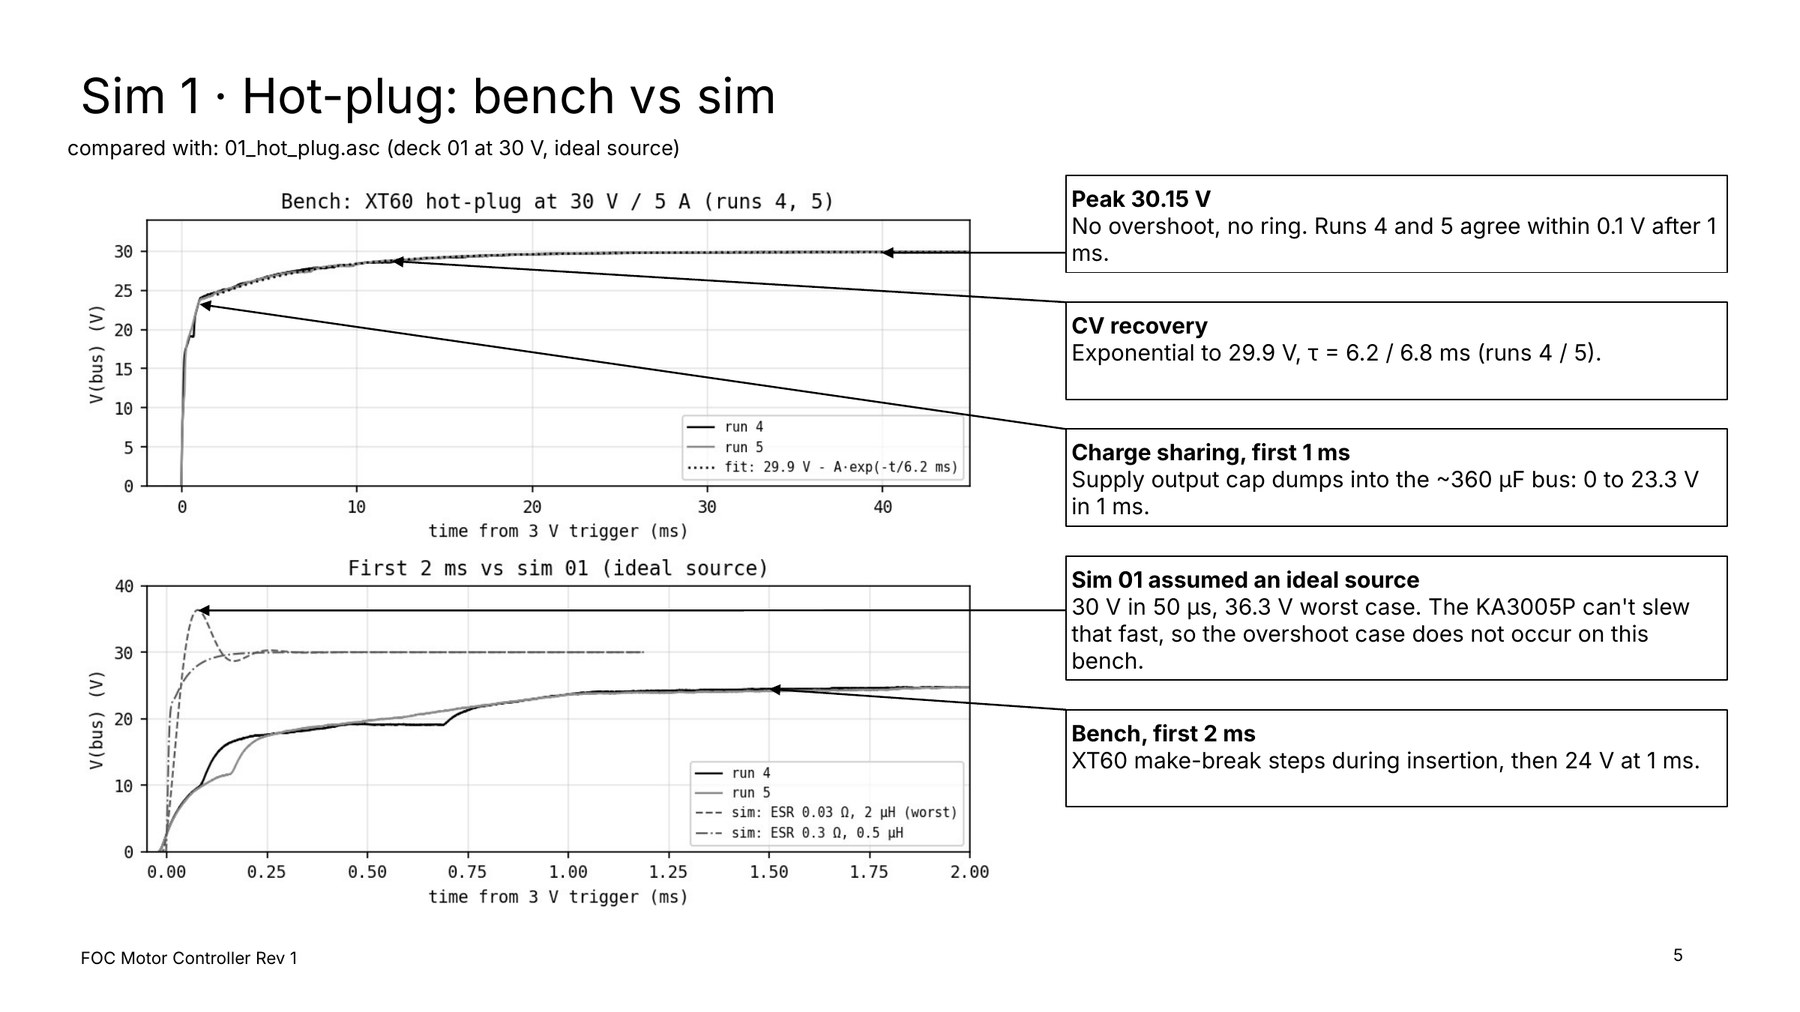 Sim 1 · Hot-plug: bench vs sim
compared with: 01_hot_plug.asc (deck 01 at 30 V, ideal source)
Bench: XT60 hot-plug at 30 V / 5 A (runs 4, 5)
V(bus) (V)
30
25
20
15
10
5
0
run 4
run 5
fit: 29.9 V - A·exp(-t/6.2 ms)
0 10 20 30 40
time from 3 V trigger (ms)
First 2 ms vs sim 01 (ideal source)
V(bus) (V)
40
30
20
10
0
run 4
run 5
sim: ESR 0.03 Ω, 2 µH (worst)
sim: ESR 0.3 Ω, 0.5 µH
0.00 0.25 0.50 0.75 1.00 1.25 1.50 1.75 2.00
time from 3 V trigger (ms)
Peak 30.15 V
No overshoot, no ring. Runs 4 and 5 agree within 0.1 V after 1
ms.
CV recovery
Exponential to 29.9 V, τ = 6.2 / 6.8 ms (runs 4 / 5).
Charge sharing, first 1 ms
Supply output cap dumps into the ~360 µF bus: 0 to 23.3 V
in 1 ms.
Sim 01 assumed an ideal source
30 V in 50 µs, 36.3 V worst case. The KA3005P can't slew
that fast, so the overshoot case does not occur on this
bench.
Bench, first 2 ms
XT60 make-break steps during insertion, then 24 V at 1 ms.
FOC Motor Controller Rev 1
5